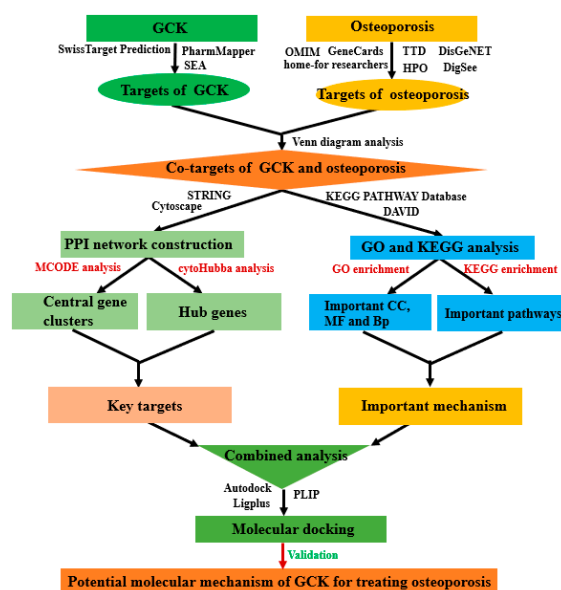 GCK
Osteoporosis
SwissTarget Prediction
PharmMapper
SEA
OMIM
GeneCards
TTD
DisGeNET
home-for researchers
HPO
DigSee
Targets of GCK
Targets of osteoporosis
Venn diagram analysis
Co-targets of GCK and osteoporosis
STRING
Cytoscape
KEGG PATHWAY Database
DAVID
PPI network construction
GO and KEGG analysis
MCODE analysis
cytoHubba analysis
GO enrichment
KEGG enrichment
Central gene
clusters
Hub genes
Important CC,
MF and Bp
Important pathways
Key targets
Important mechanism
Combined analysis
Autodock
Ligplus
PLIP
Molecular docking
Validation
Potential molecular mechanism of GCK for treating osteoporosis